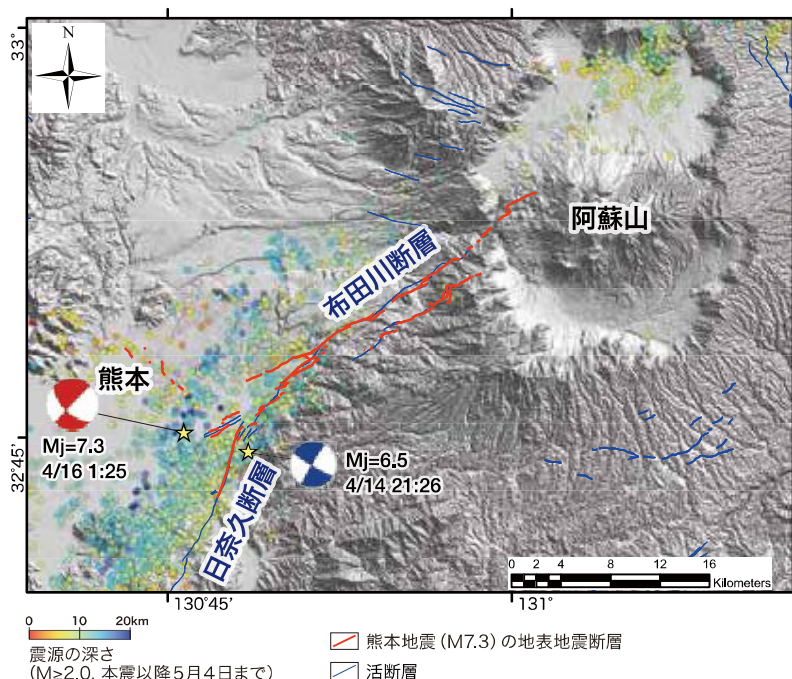 33°
N
阿蘇山
布田川断層
熊本
Mj=7.3
4/16 1:25
32°45'
Mj=6.5
4/14 21:26
日奈久断層
0 2 4 8 12 16
Kilometers
130°45'
131°
0 10 20km
震源の深さ
(M≥2.0, 本震以降5月4日まで)
熊本地震(M7.3)の地表地震断層
活断層